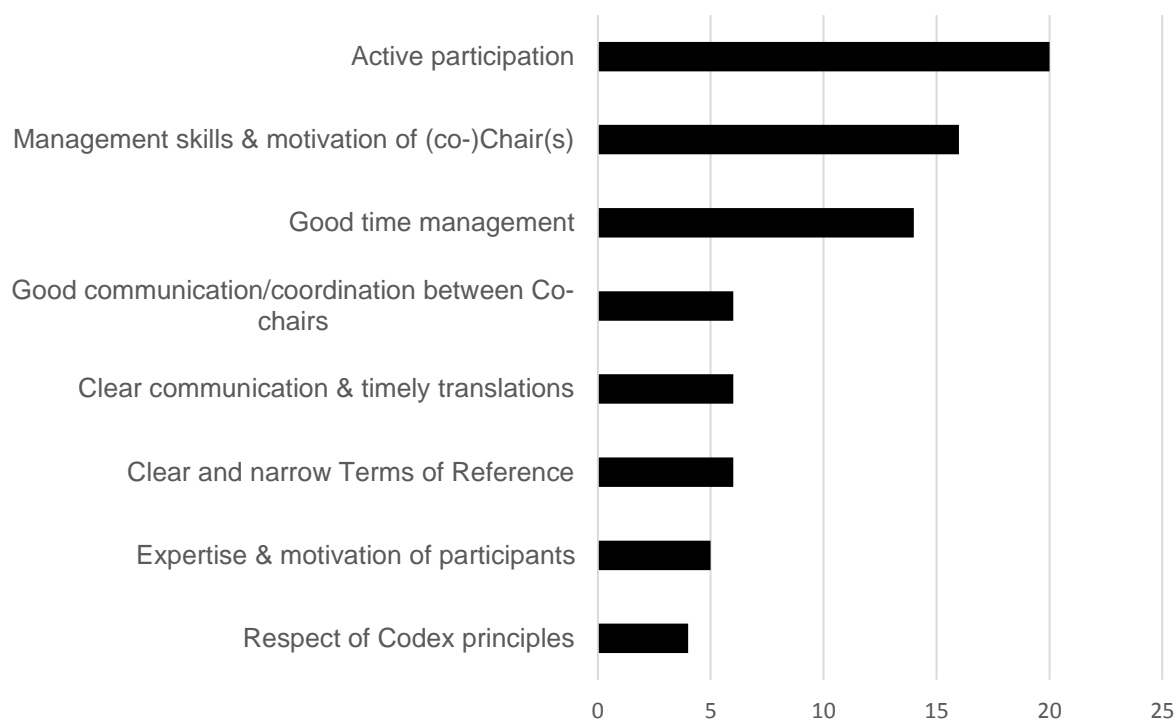 Active participation
Management skills & motivation of (co-)Chair(s)
Good time management
Good communication/coordination between Co-
chairs
Clear communication & timely translations
Clear and narrow Terms of Reference
Expertise & motivation of participants
Respect of Codex principles
0 5 10 15 20 25